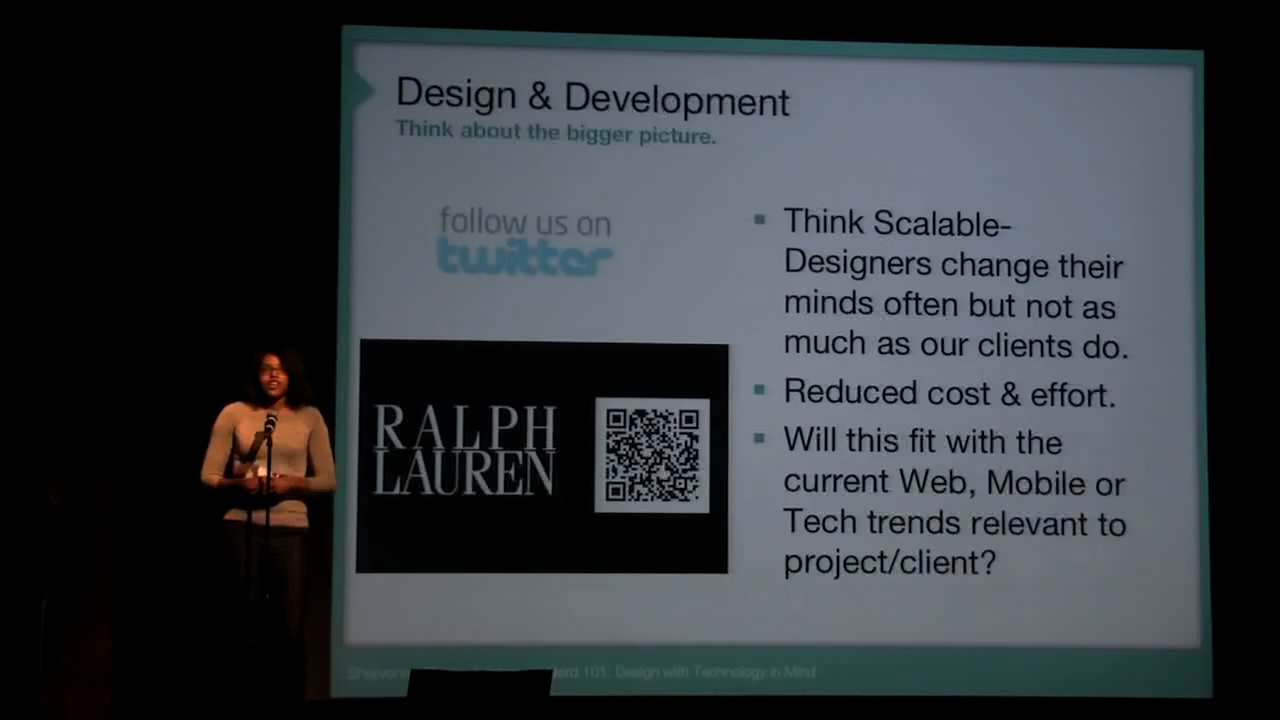 Design & Development
Think about the bigger picture.
follow us on
twitter
RALPH
LAUREN
Think Scalable-
Designers change their
minds often but not as
much as our clients do.
Reduced cost & effort.
Will this fit with the
current Web, Mobile or
Tech trends relevant to
project/client?
101: Design with Technology in Mind